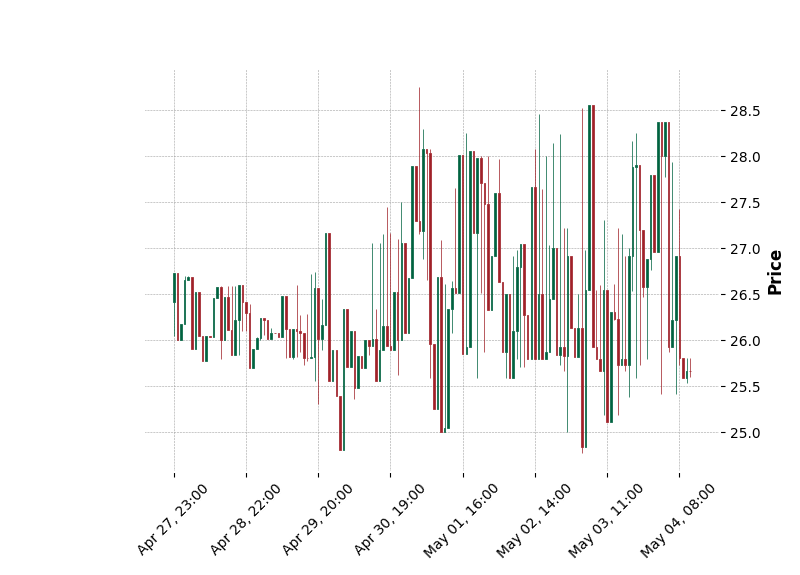 28.5
28.0
27.5
27.0
26.5
26.0
25.5
25.0
Price
Apr 27, 23:00
Apr 28, 22:00
Apr 29, 20:00
Apr 30, 19:00
May 01, 16:00
May 02, 14:00
May 03, 11:00
May 04, 08:00